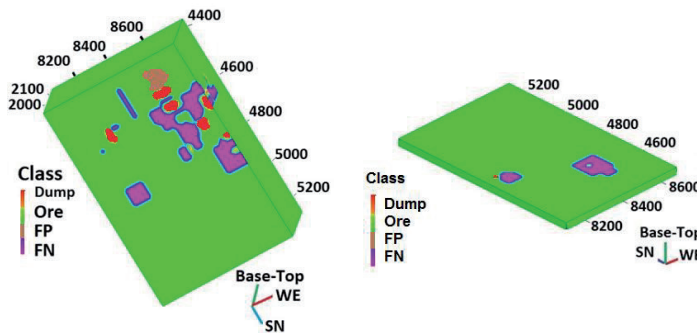 8600
4400
8400
8200
2100
2000
4600
4800
5000
5200
Class
Dump
Ore
FP
FN
Base-Top
WE
SN
5200
5000
4800
4600
8600
8400
8200
Class
Dump
Ore
FP
FN
Base-Top
SN
WE